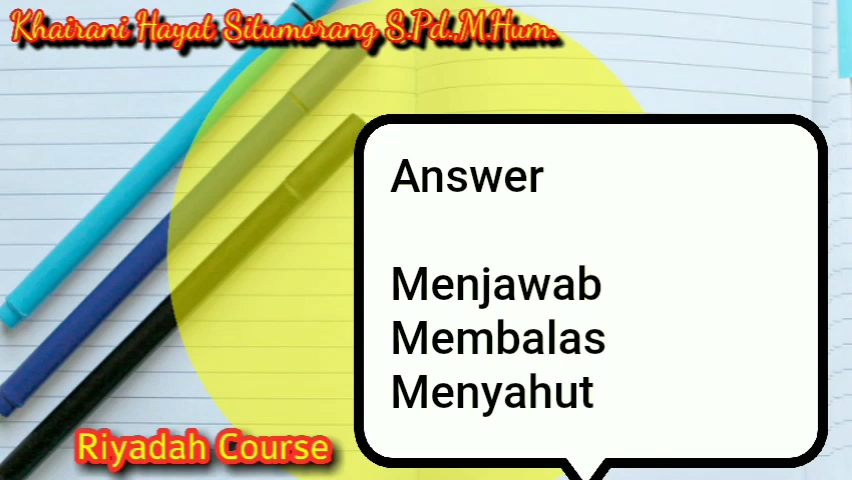 Khairani Hayat Situmorang S.Pd.,M.Hum.
Answer
Menjawab
Membalas
Menyahut
Riyadah Course